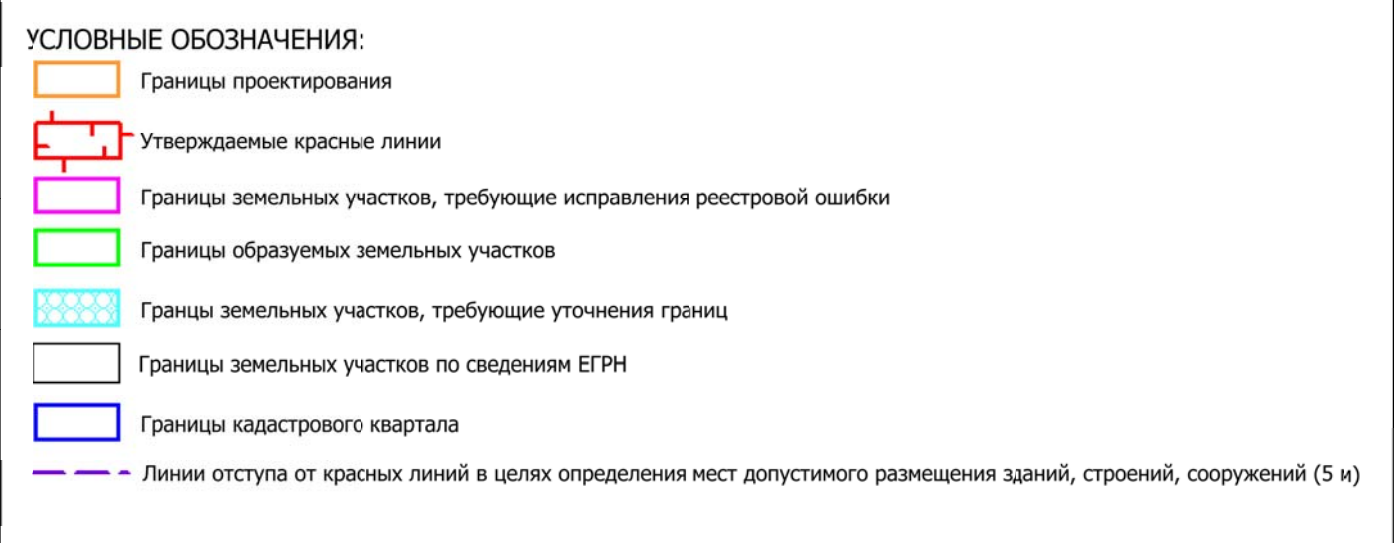 УСЛОВНЫЕ ОБОЗНАЧЕНИЯ:
Границы проектирования
Утверждаемые красные линии
Границы земельных участков, требующие исправления реестровой ошибки
Границы образуемых земельных участков
Гранцы земельных участков, требующие уточнения границ
Границы земельных участков по сведениям ЕГРН
Границы кадастрового квартала
Линии отступа от красных линий в целях определения мест допустимого размещения зданий, строений, сооружений (5 м)